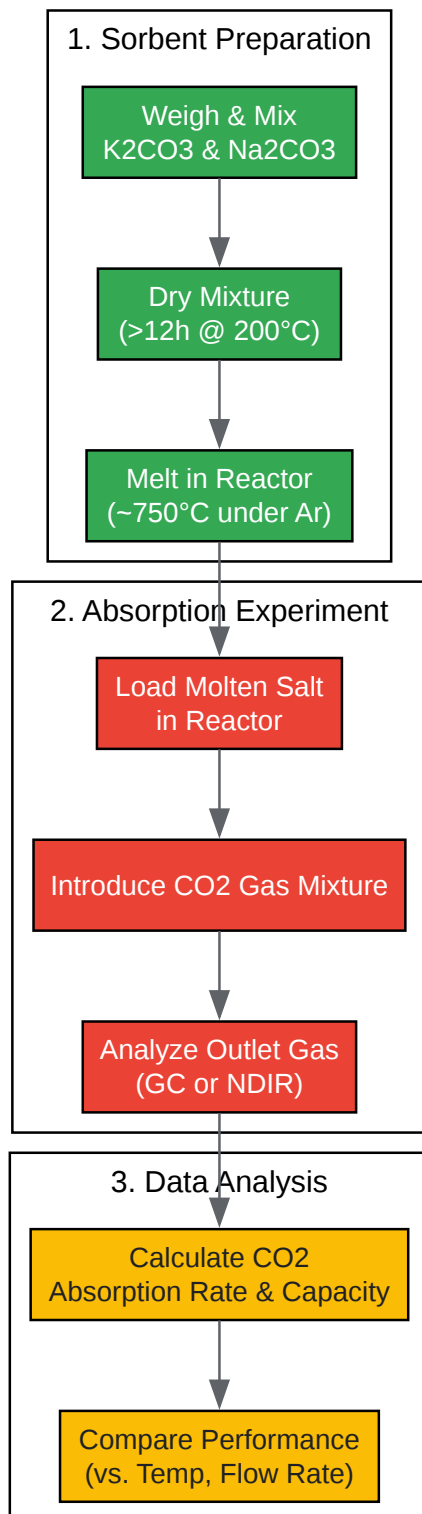 1. Sorbent Preparation
Weigh & Mix
K2CO3 & Na2CO3
Dry Mixture
(>12h @ 200°C)
Melt in Reactor
(~750°C under Ar)
2. Absorption Experiment
Load Molten Salt
in Reactor
Introduce CO2 Gas Mixture
Analyze Outlet Gas
(GC or NDIR)
3. Data Analysis
Calculate CO2
Absorption Rate & Capacity
Compare Performance
(vs. Temp, Flow Rate)